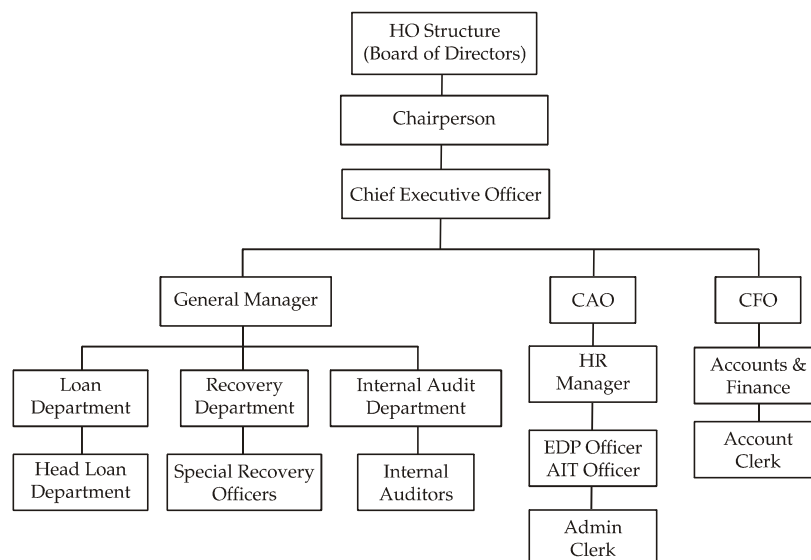 HO Structure
(Board of Directors)
Chairperson
Chief Executive Officer
General Manager
CAO
CFO
Loan
Department
Recovery
Department
Internal Audit
Department
HR
Manager
Accounts &
Finance
Head Loan
Department
Special Recovery
Officers
Internal
Auditors
EDP Officer
AIT Officer
Account
Clerk
Admin
Clerk